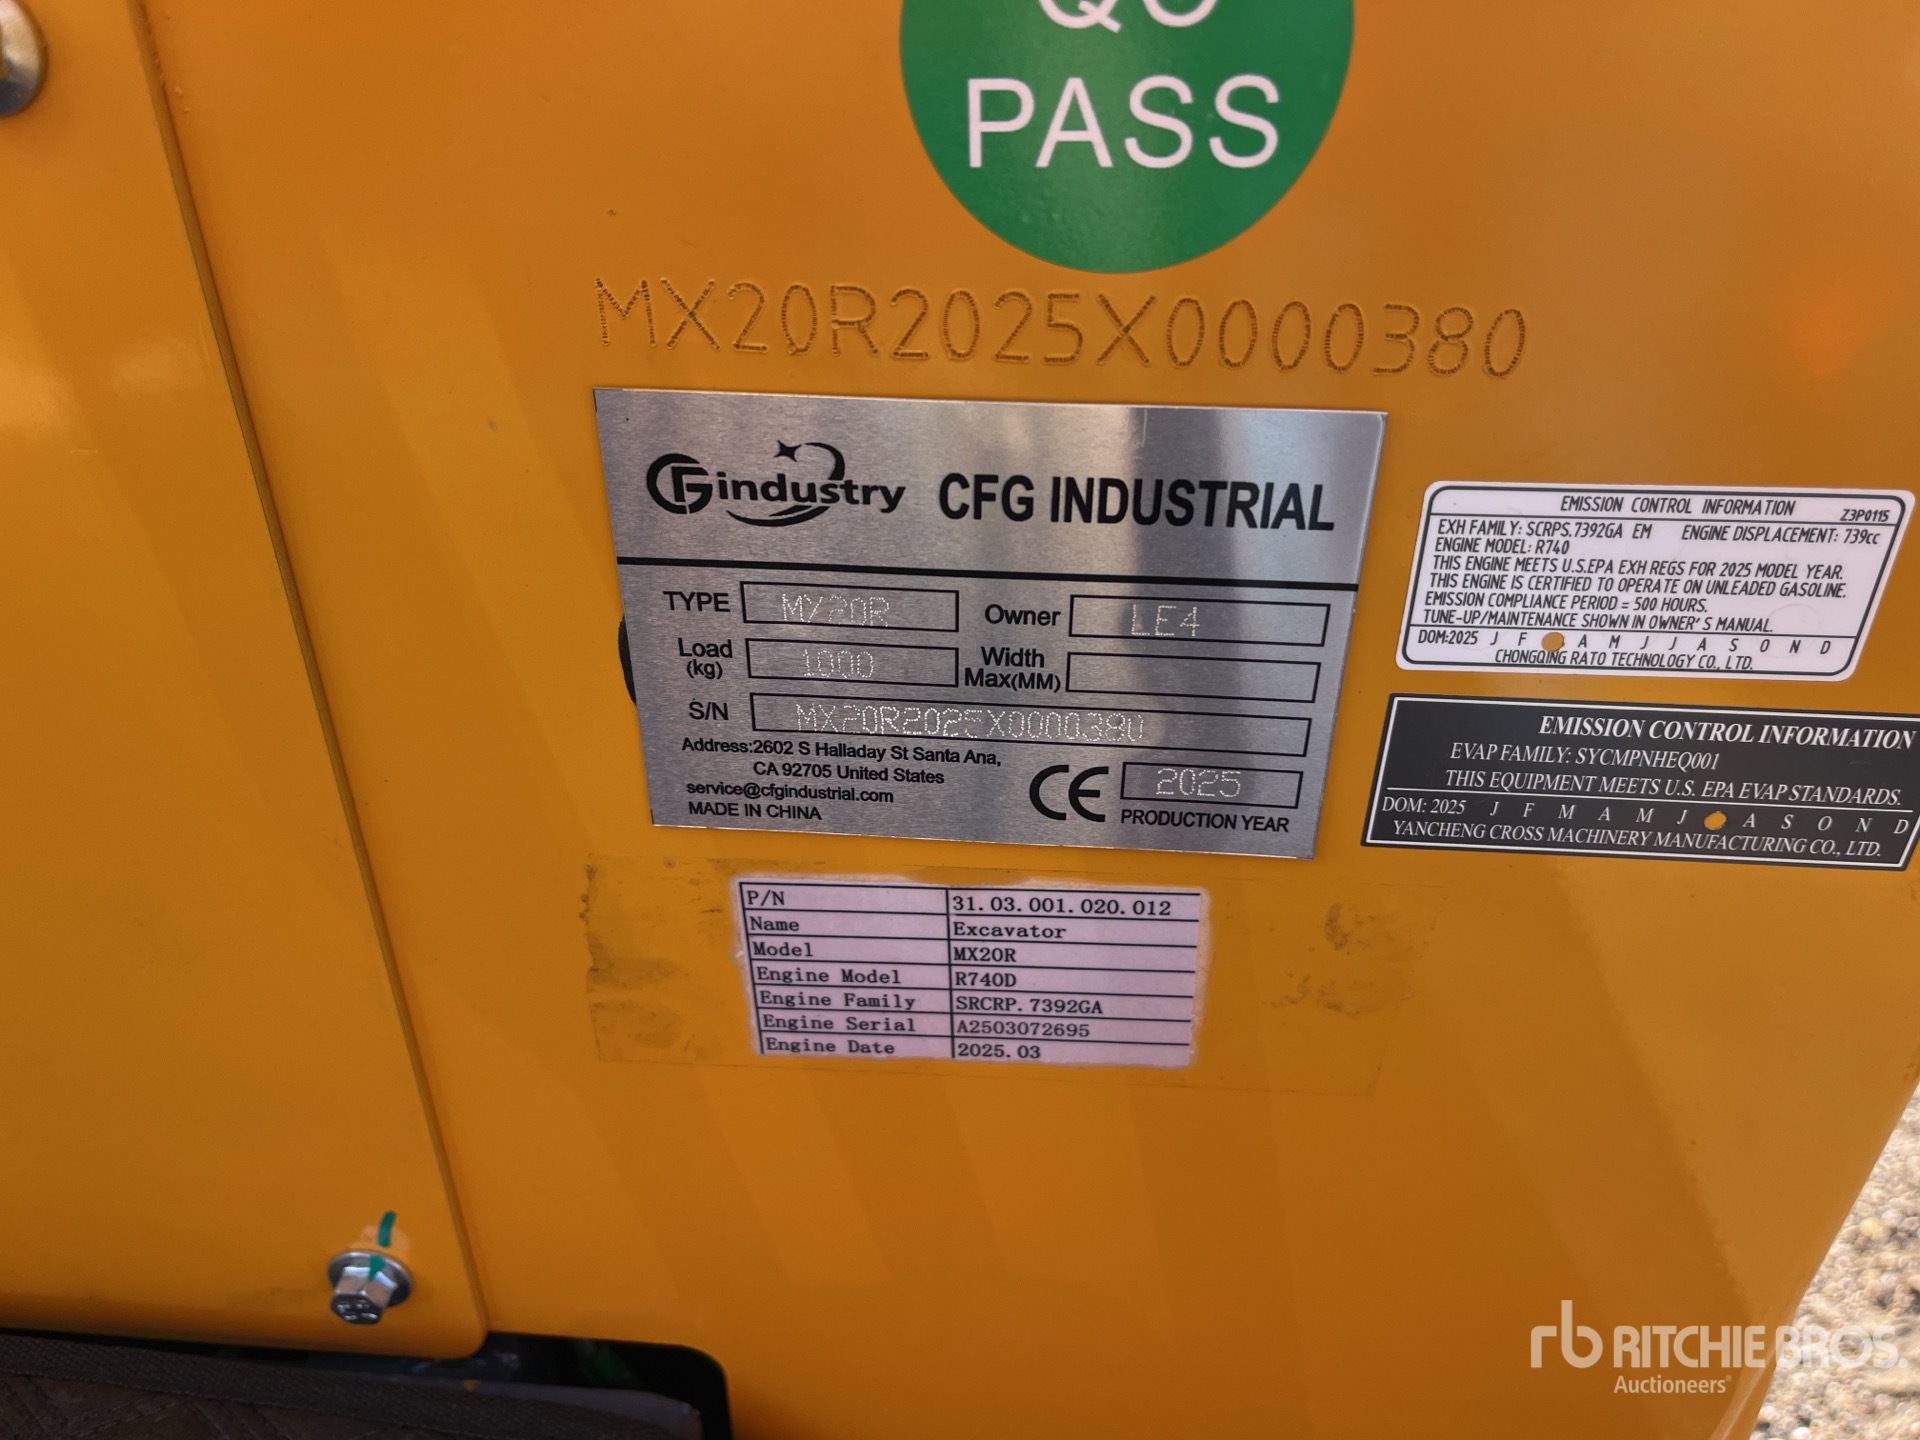 QC
PASS
MX20R2025X0000380
CFG industry CFG INDUSTRIAL
TYPE MX20R Owner LE4
Load (kg) 1000 Width Max(MM)
S/N MX20R2025X0000380
Address:2602 S Halladay St Santa Ana,
CA 92705 United States
service@cfgindustrial.com
MADE IN CHINA
CE 2025
PRODUCTION YEAR
EMISSION CONTROL INFORMATION Z3P0115
EXH FAMILY: SCRPS.7392GA EM ENGINE DISPLACEMENT: 739cc
ENGINE MODEL: R740
THIS ENGINE MEETS U.S.EPA EXH REGS FOR 2025 MODEL YEAR.
THIS ENGINE IS CERTIFIED TO OPERATE ON UNLEADED GASOLINE.
EMISSION COMPLIANCE PERIOD = 500 HOURS.
TUNE-UP/MAINTENANCE SHOWN IN OWNER'S MANUAL.
DOM:2025 J F A M J J A S O N D
CHONGQING RATO TECHNOLOGY CO., LTD.
EMISSION CONTROL INFORMATION
EVAP FAMILY: SYCMPNHEQ001
THIS EQUIPMENT MEETS U.S. EPA EVAP STANDARDS.
DOM: 2025 J F M A M J A S O N D
YANCHENG CROSS MACHINERY MANUFACTURING CO., LTD.
P/N 31.03.001.020.012
Name Excavator
Model MX20R
Engine Model R740D
Engine Family SRCRP.7392GA
Engine Serial A2503072695
Engine Date 2025.03
rb RITCHIE BROS.
Auctioneers